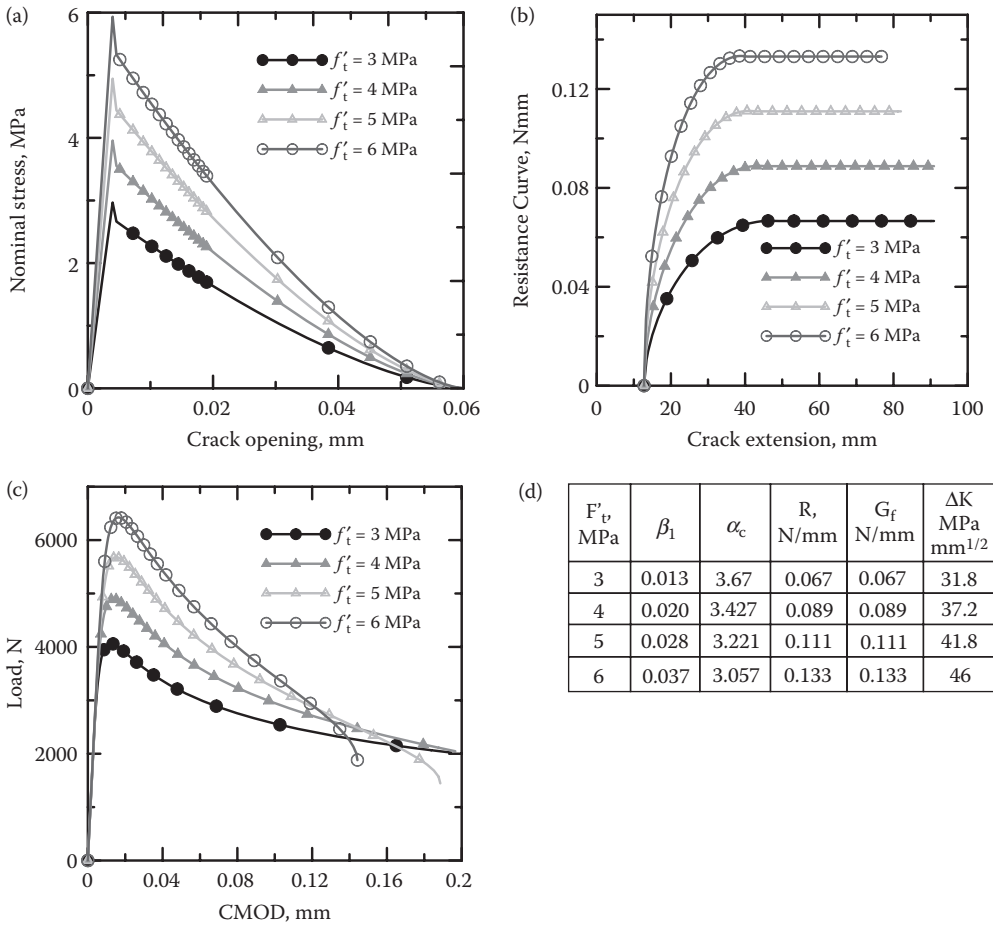 (a)
6
4
2
0
Nominal stress, MPa
f′t = 3 MPa
f′t = 4 MPa
f′t = 5 MPa
f′t = 6 MPa
0
0.02
0.04
0.06
Crack opening, mm
(b)
0.12
0.08
0.04
0
Resistance Curve, Nmm
f′t = 3 MPa
f′t = 4 MPa
f′t = 5 MPa
f′t = 6 MPa
0
20
40
60
80
100
Crack extension, mm
(c)
6000
4000
2000
0
Load, N
f′t = 3 MPa
f′t = 4 MPa
f′t = 5 MPa
f′t = 6 MPa
0
0.04
0.08
0.12
0.16
0.2
CMOD, mm
(d)
F′t, MPa β1 αc R, N/mm Gf N/mm ΔK MPa mm1/2
3 0.013 3.67 0.067 0.067 31.8
4 0.020 3.427 0.089 0.089 37.2
5 0.028 3.221 0.111 0.111 41.8
6 0.037 3.057 0.133 0.133 46